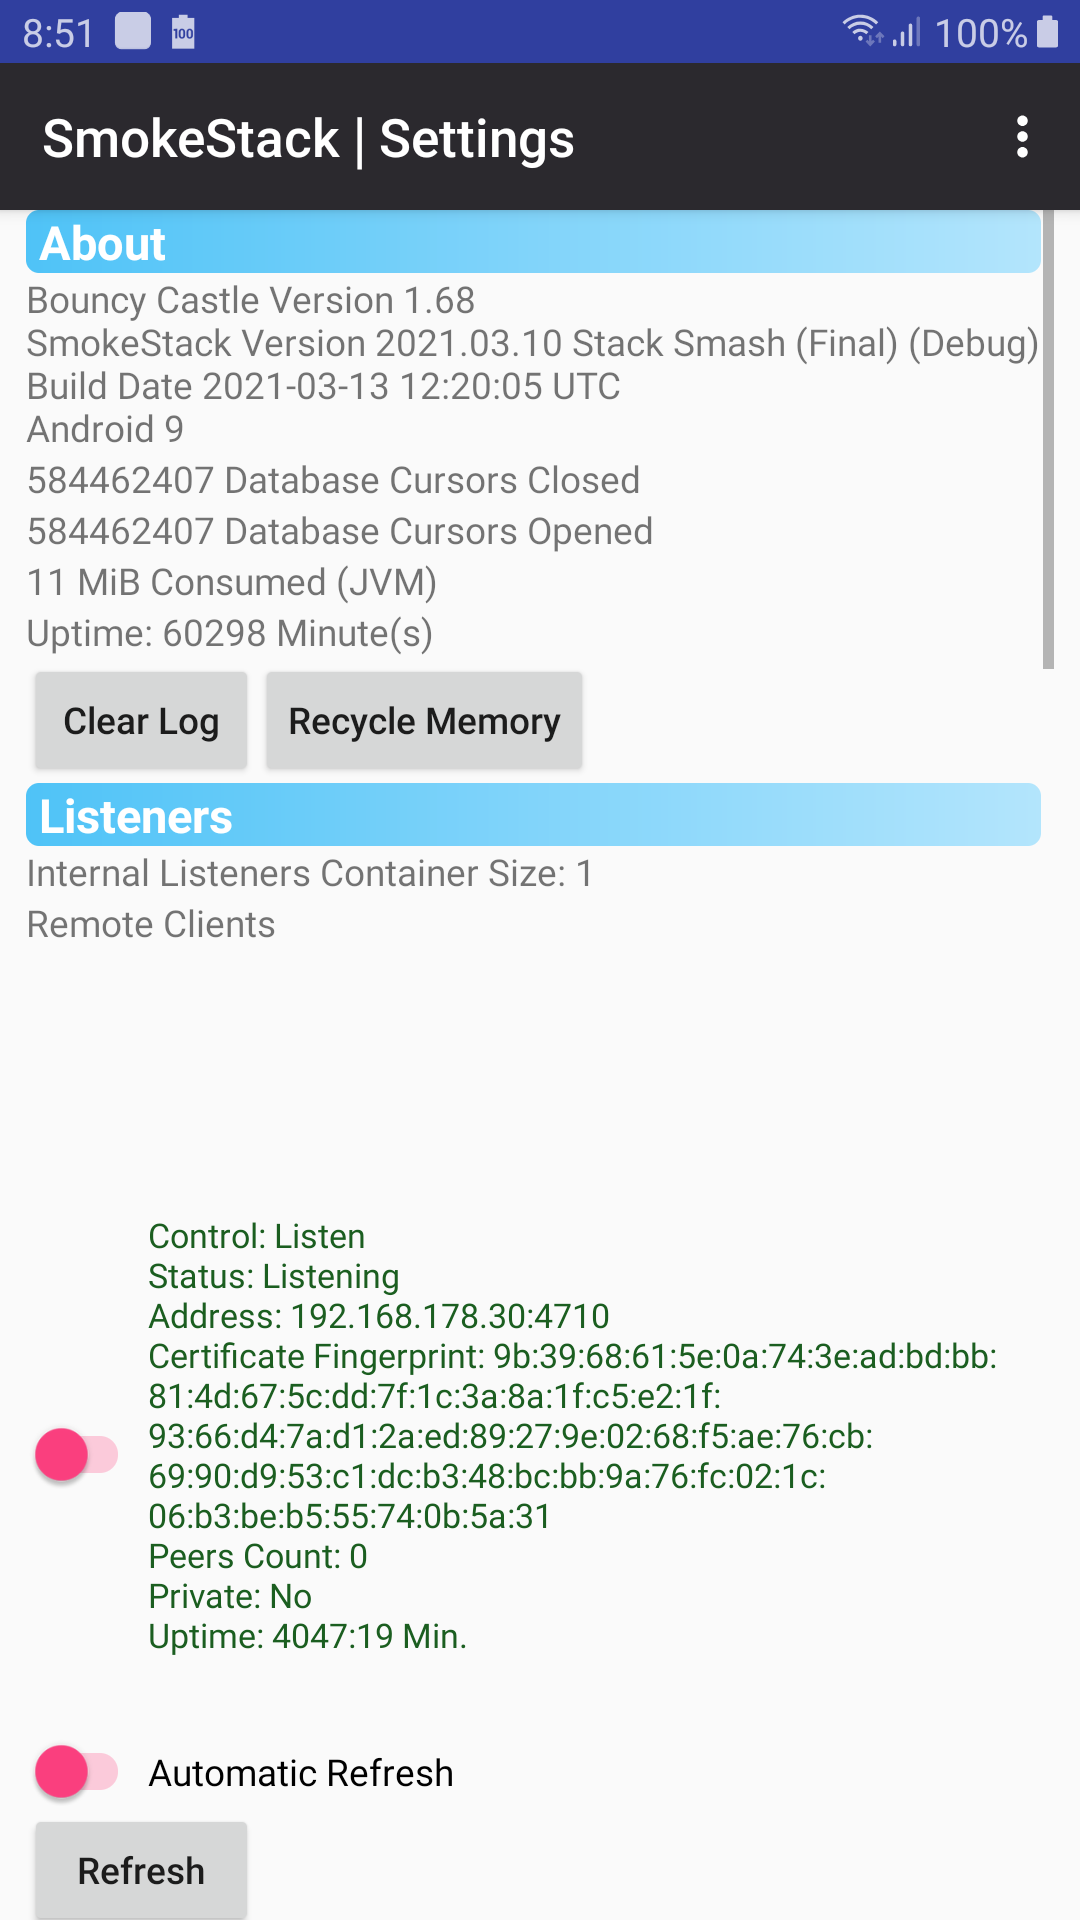 8:51 100 100%
SmokeStack | Settings
About
Bouncy Castle Version 1.68
SmokeStack Version 2021.03.10 Stack Smash (Final) (Debug)
Build Date 2021-03-13 12:20:05 UTC
Android 9
584462407 Database Cursors Closed
584462407 Database Cursors Opened
11 MiB Consumed (JVM)
Uptime: 60298 Minute(s)
Clear Log Recycle Memory
Listeners
Internal Listeners Container Size: 1
Remote Clients
Control: Listen
Status: Listening
Address: 192.168.178.30:4710
Certificate Fingerprint: 9b:39:68:61:5e:0a:74:3e:ad:bd:bb:
81:4d:67:5c:dd:7f:1c:3a:8a:1f:c5:e2:1f:
93:66:d4:7a:d1:2a:ed:89:27:9e:02:68:f5:ae:76:cb:
69:90:d9:53:c1:dc:b3:48:bc:bb:9a:76:fc:02:1c:
06:b3:be:b5:55:74:0b:5a:31
Peers Count: 0
Private: No
Uptime: 4047:19 Min.
Automatic Refresh
Refresh